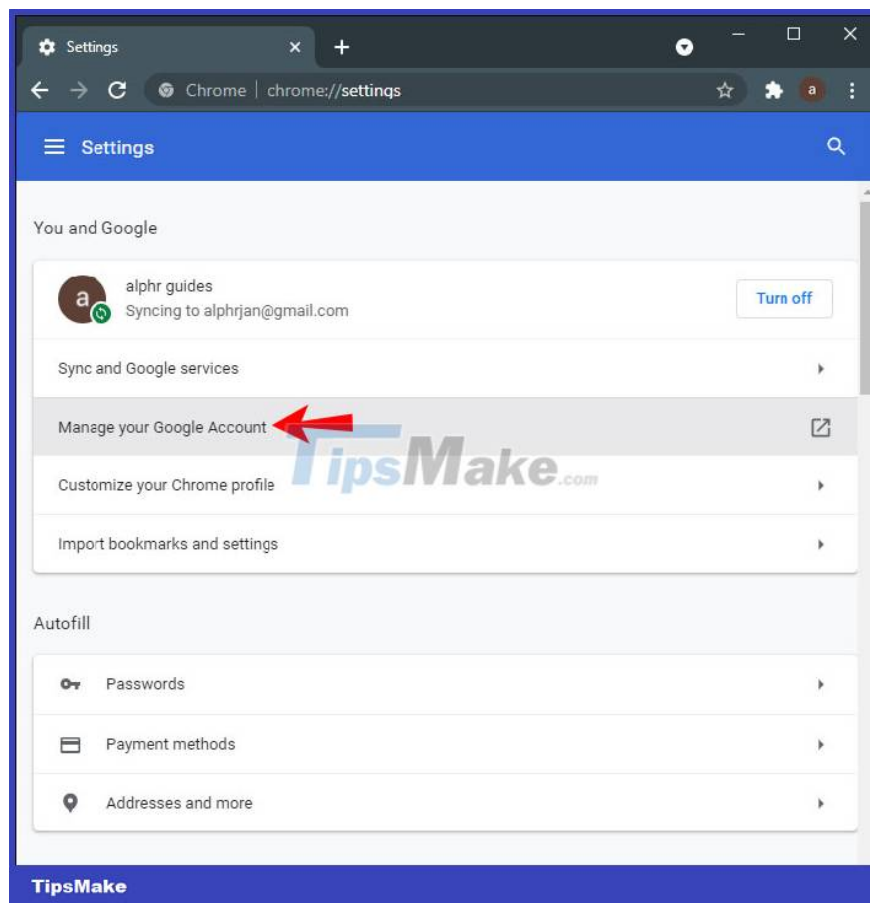 Settings
Chrome | chrome://settings
a
Settings
You and Google
a
alphr guides
Syncing to alphrjan@gmail.com
Turn off
Sync and Google services
Manage your Google Account
TipsMake.com
Customize your Chrome profile
Import bookmarks and settings
Autofill
Passwords
Payment methods
Addresses and more
TipsMake